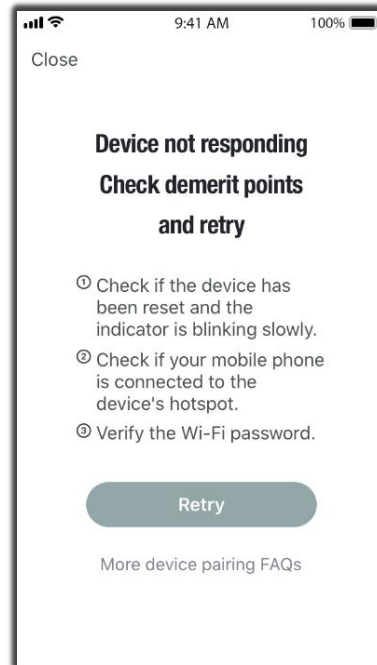 9:41 AM 100%
Close
Device not responding
Check demerit points
and retry
① Check if the device has
been reset and the
indicator is blinking slowly.
② Check if your mobile phone
is connected to the
device's hotspot.
③ Verify the Wi-Fi password.
Retry
More device pairing FAQs